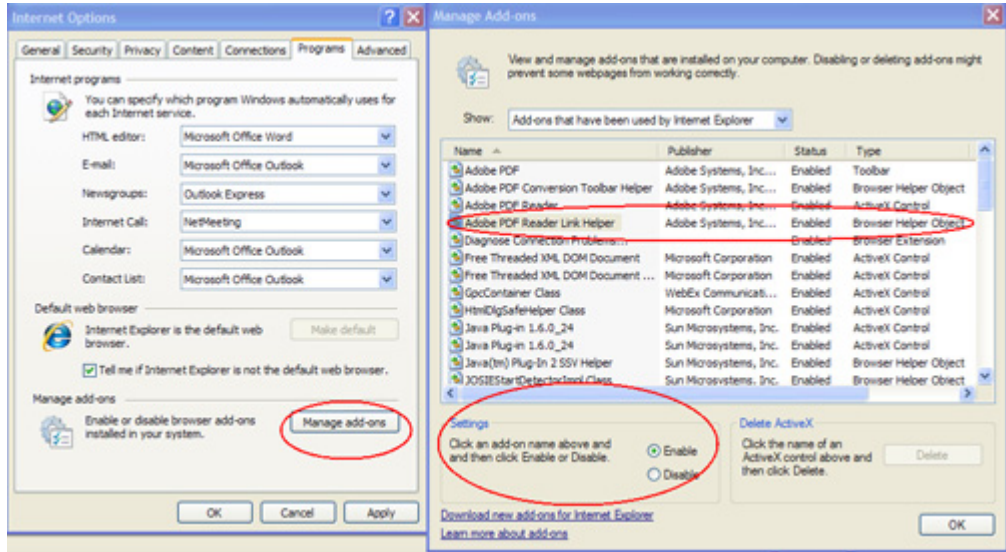 Internet Options
General Security Privacy Content Connections Programs Advanced
Internet programs
You can specify which program Windows automatically uses for
each Internet service.
HTML editor: Microsoft Office Word
E-mail: Microsoft Office Outlook
Newsgroups: Outlook Express
Internet Call: NetMeeting
Calendar: Microsoft Office Outlook
Contact List: Microsoft Office Outlook
Default web browser
Internet Explorer is the default web
browser.
Make default
Tell me if Internet Explorer is not the default web browser.
Manage add-ons
Enable or disable browser add-ons
installed in your system.
Manage add-ons
OK Cancel Apply
Manage Add-ons
View and manage add-ons that are installed on your computer. Disabling or deleting add-ons might
prevent some webpages from working correctly.
Show: Add-ons that have been used by Internet Explorer
Name Publisher Status Type
Adobe PDF Adobe Systems, Inc... Enabled Toolbar
Adobe PDF Conversion Toolbar Helper Adobe Systems, Inc... Enabled Browser Helper Object
Adobe PDF Reader Adobe Systems, Inc... Enabled ActiveX Control
Adobe PDF Reader Link Helper Adobe Systems, Inc... Enabled Browser Helper Object
Diagnose Connection Problems... Enabled Browser Extension
Free Threaded XML DOM Document Microsoft Corporation Enabled ActiveX Control
Free Threaded XML DOM Document ... Microsoft Corporation Enabled ActiveX Control
GpcContainer Class WebEx Communicati... Enabled ActiveX Control
HtmlDlgSafeHelper Class Microsoft Corporation Enabled ActiveX Control
Java Plug-in 1.6.0_24 Sun Microsystems, Inc. Enabled ActiveX Control
Java Plug-in 1.6.0_24 Sun Microsystems, Inc. Enabled ActiveX Control
Java(tm) Plug-In 2 SSV Helper Sun Microsystems, Inc. Enabled Browser Helper Object
JQSIEStartDetectorImpl Class Sun Microsystems, Inc. Enabled Browser Helper Object
Settings
Click an add-on name above and
and then click Enable or Disable.
Enable
Disable
Delete ActiveX
Click the name of an
ActiveX control above and
then click Delete.
Delete
Download new add-ons for Internet Explorer
Learn more about add-ons
OK